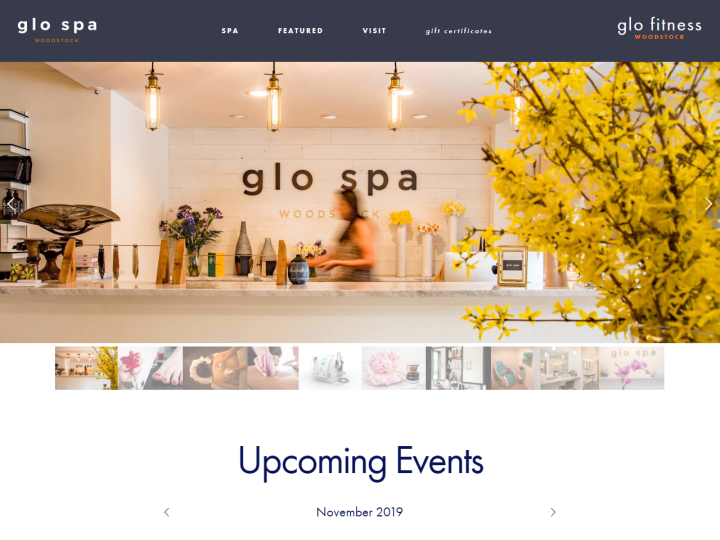 glo spa
WOODSTOCK
SPA
FEATURED
VISIT
gift certificates
glo fitness
WOODSTOCK
glo spa
WOODSTOCK
glo spa
Upcoming Events
November 2019